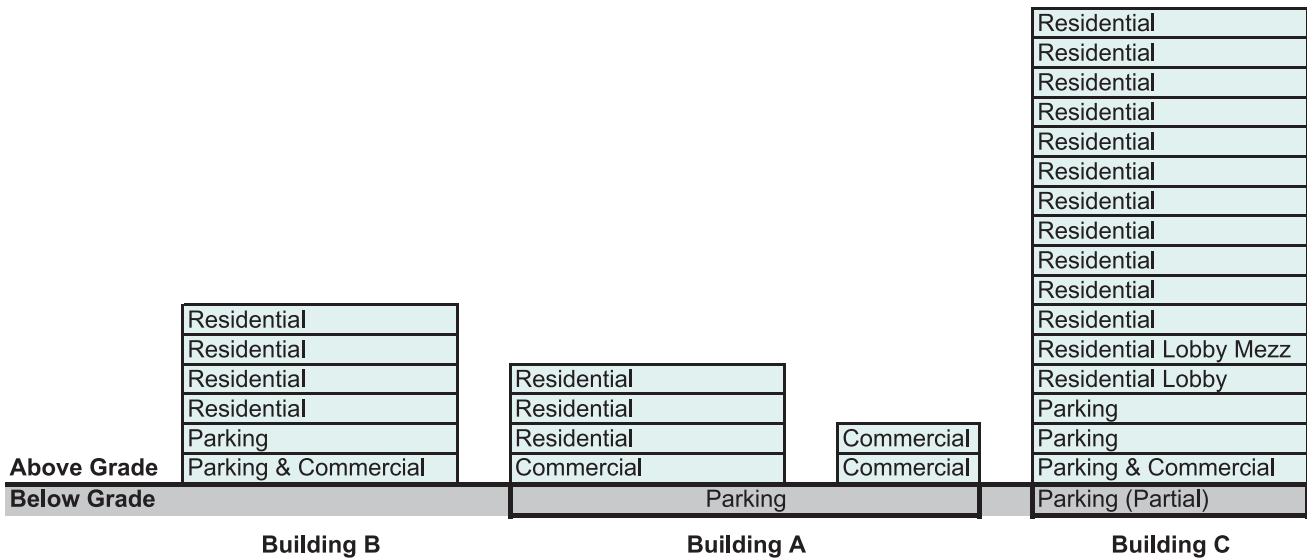 Residential
Residential
Residential
Residential
Residential
Residential
Residential
Residential
Residential
Residential
Residential
Residential Lobby Mezz
Residential Lobby
Parking
Parking
Parking & Commercial
Parking (Partial)
Residential
Residential
Residential
Residential
Parking
Parking & Commercial
Residential
Residential
Residential
Commercial
Commercial
Commercial
Parking
Above Grade
Below Grade
Building B
Building A
Building C